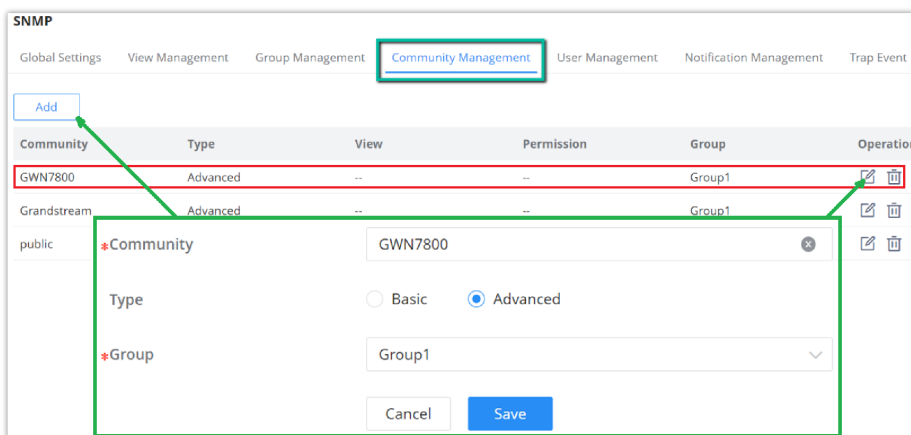 SNMP
Global Settings View Management Group Management Community Management User Management Notification Management Trap Event
Add
Community Type View Permission Group Operation
GWN7800 Advanced -- -- Group1
Grandstream Advanced -- -- Group1
public
*Community GWN7800
Type Basic Advanced
*Group Group1
Cancel Save